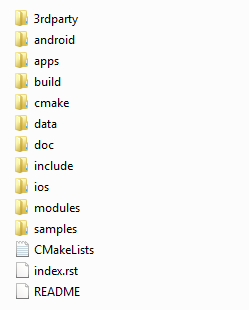 3rdparty
android
apps
build
cmake
data
doc
include
ios
modules
samples
CMakeLists
index.rst
README